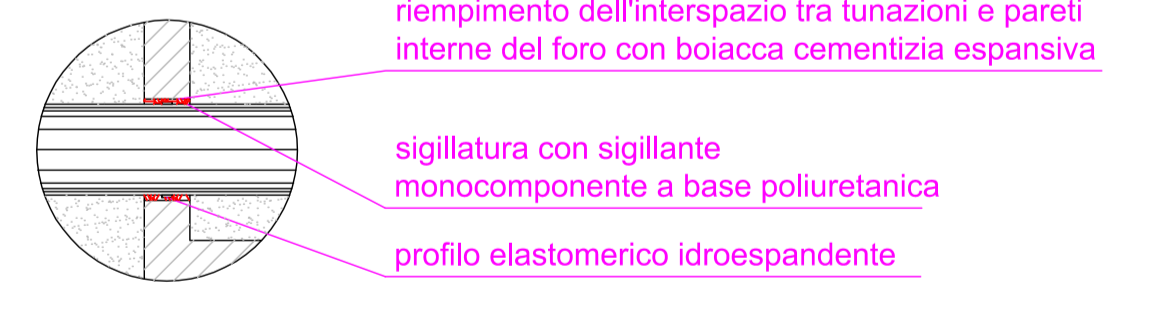 riempimento dell'interspazio tra tunazioni e pareti
interne del foro con boiacca cementizia espansiva
sigillatura con sigillante
monocomponente a base poliuretanica
profilo elastomerico idroespandente